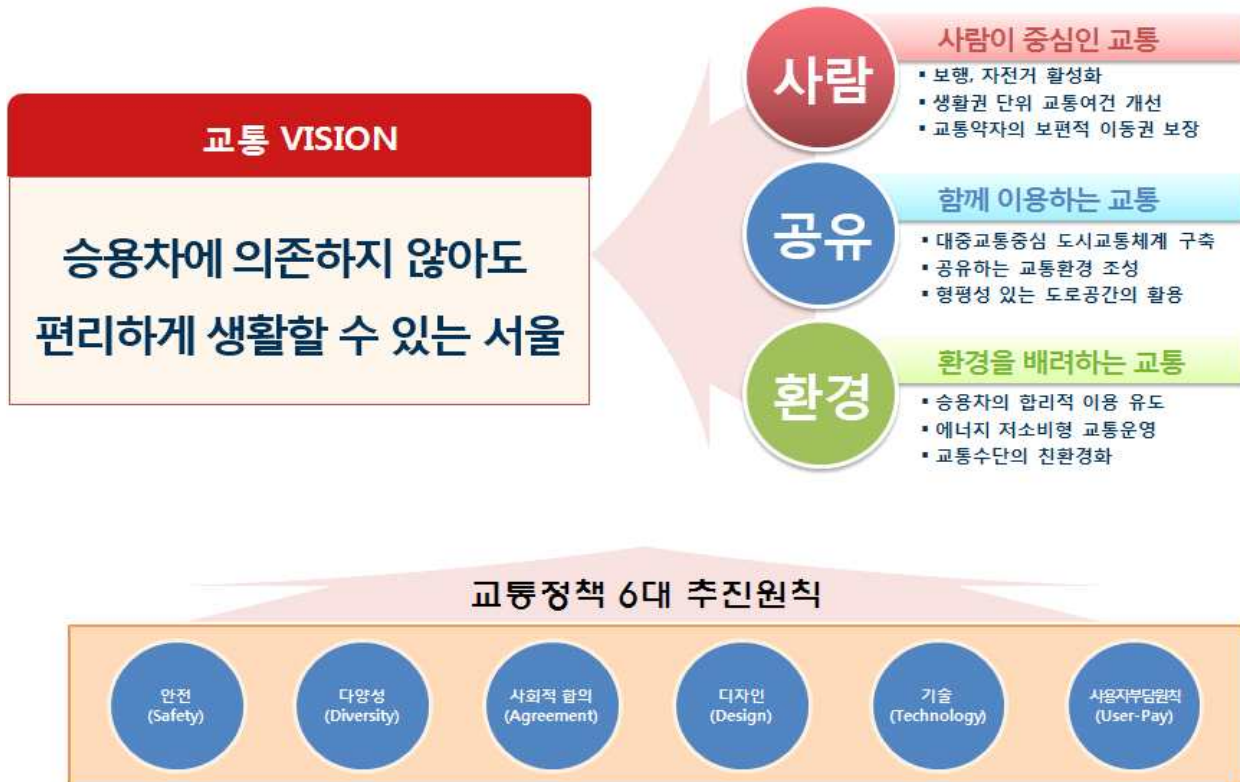 교통 VISION
승용차에 의존하지 않아도
편리하게 생활할 수 있는 서울
사람
사람이 중심인 교통
▪ 보행, 자전거 활성화
▪ 생활권 단위 교통여건 개선
▪ 교통약자의 보편적 이동권 보장
공유
함께 이용하는 교통
▪ 대중교통중심 도시교통체계 구축
▪ 공유하는 교통환경 조성
▪ 형평성 있는 도로공간의 활용
환경
환경을 배려하는 교통
▪ 승용차의 합리적 이용 유도
▪ 에너지 저소비형 교통운영
▪ 교통수단의 친환경화
교통정책 6대 추진원칙
안전
(Safety)
다양성
(Diversity)
사회적 합의
(Agreement)
디자인
(Design)
기술
(Technology)
사용자부담원칙
(User-Pay)